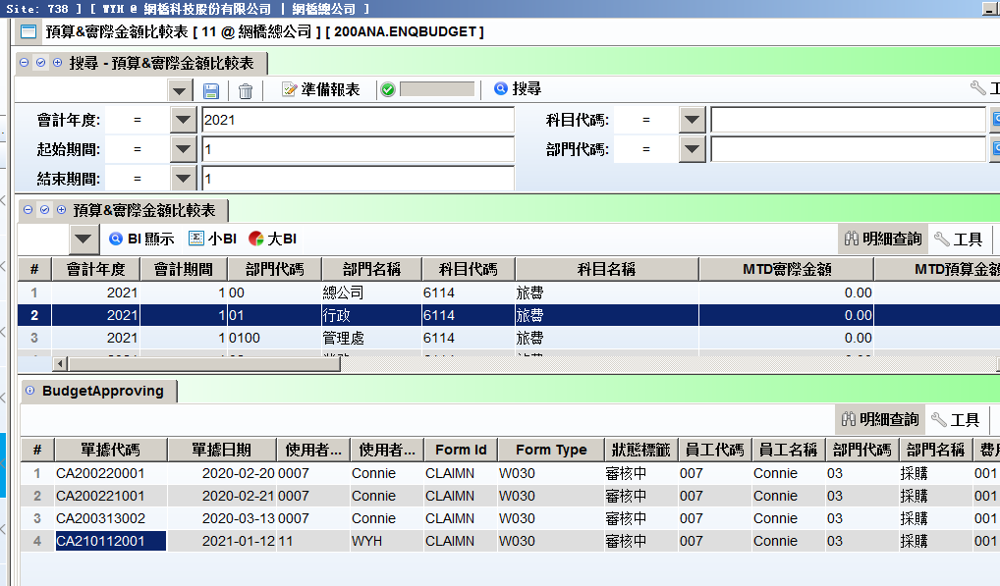 Site: 738 ] [ WYH @ 網橋科技股份有限公司 | 網橋總公司 ]
預算&實際金額比較表 [ 11 @ 網橋總公司 ] [ 200ANA.ENQBUDGET ]
搜尋 - 預算&實際金額比較表
準備報表 搜尋
會計年度: = 2021 科目代碼: =
起始期間: = 1 部門代碼: =
結束期間: = 1
預算&實際金額比較表
BI 顯示 小BI 大BI 明細查詢 工具
# 會計年度 會計期間 部門代碼 部門名稱 科目代碼 科目名稱 MTD實際金額 MTD預算金額
1 2021 1 00 總公司 6114 旅費 0.00
2 2021 1 01 行政 6114 旅費 0.00
3 2021 1 0100 管理處 6114 旅費 0.00
BudgetApproving
明細查詢 工具
# 單據代碼 單據日期 使用者... 使用者... Form Id Form Type 狀態標籤 員工代碼 員工名稱 部門代碼 部門名稱 費
1 CA200220001 2020-02-20 0007 Connie CLAIMN W030 審核中 007 Connie 03 採購 001
2 CA200221001 2020-02-21 0007 Connie CLAIMN W030 審核中 007 Connie 03 採購 001
3 CA200313002 2020-03-13 0007 Connie CLAIMN W030 審核中 007 Connie 03 採購 001
4 CA210112001 2021-01-12 11 WYH CLAIMN W030 審核中 007 Connie 03 採購 001